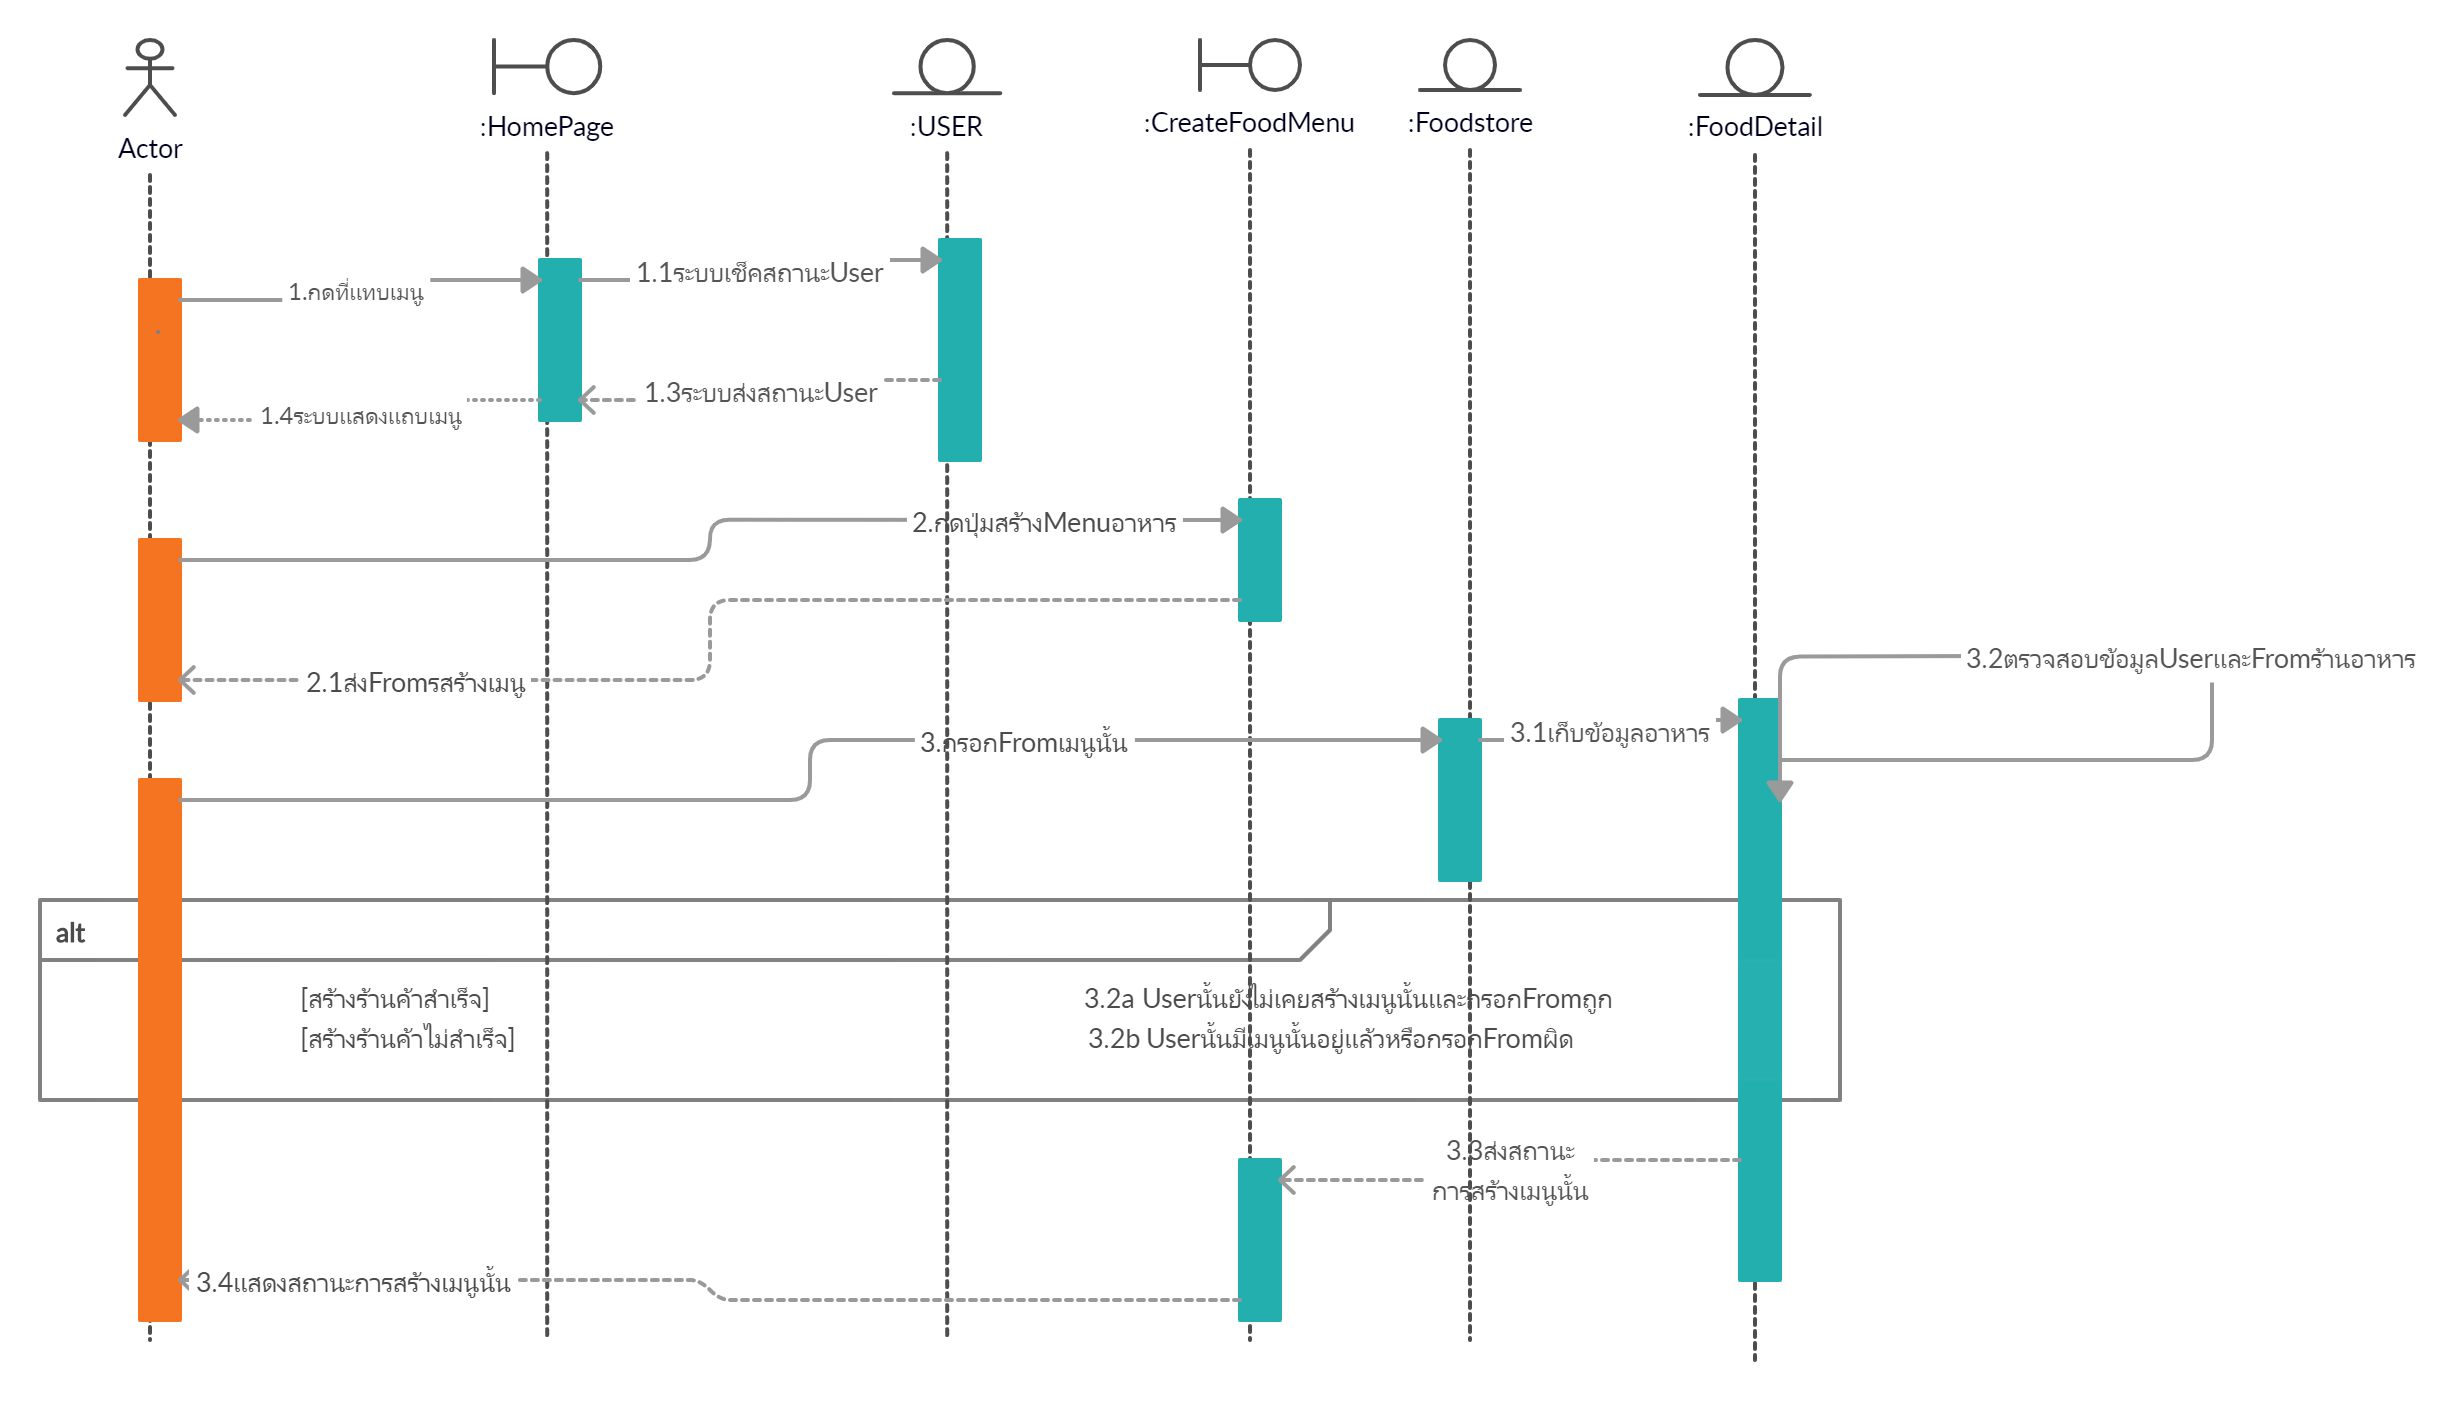 Actor
:HomePage
:USER
:CreateFoodMenu
:Foodstore
:FoodDetail
1.กดที่แทบเมนู
1.1ระบบเช็คสถานะUser
1.3ระบบส่งสถานะUser
1.4ระบบแสดงแถบเมนู
2.กดปุ่มสร้างMenuอาหาร
2.1ส่งFromรสร้างเมนู
3.กรอกFromเมนูนั้น
3.1เก็บข้อมูลอาหาร
3.2ตรวจสอบข้อมูลUserและFromร้านอาหาร
alt
[สร้างร้านค้าสำเร็จ]
3.2a Userนั้นยังไม่เคยสร้างเมนูนั้นและกรอกFromถูก
[สร้างร้านค้าไม่สำเร็จ]
3.2b Userนั้นมีเมนูนั้นอยู่แล้วหรือกรอกFromผิด
3.3ส่งสถานะ
การสร้างเมนูนั้น
3.4แสดงสถานะการสร้างเมนูนั้น